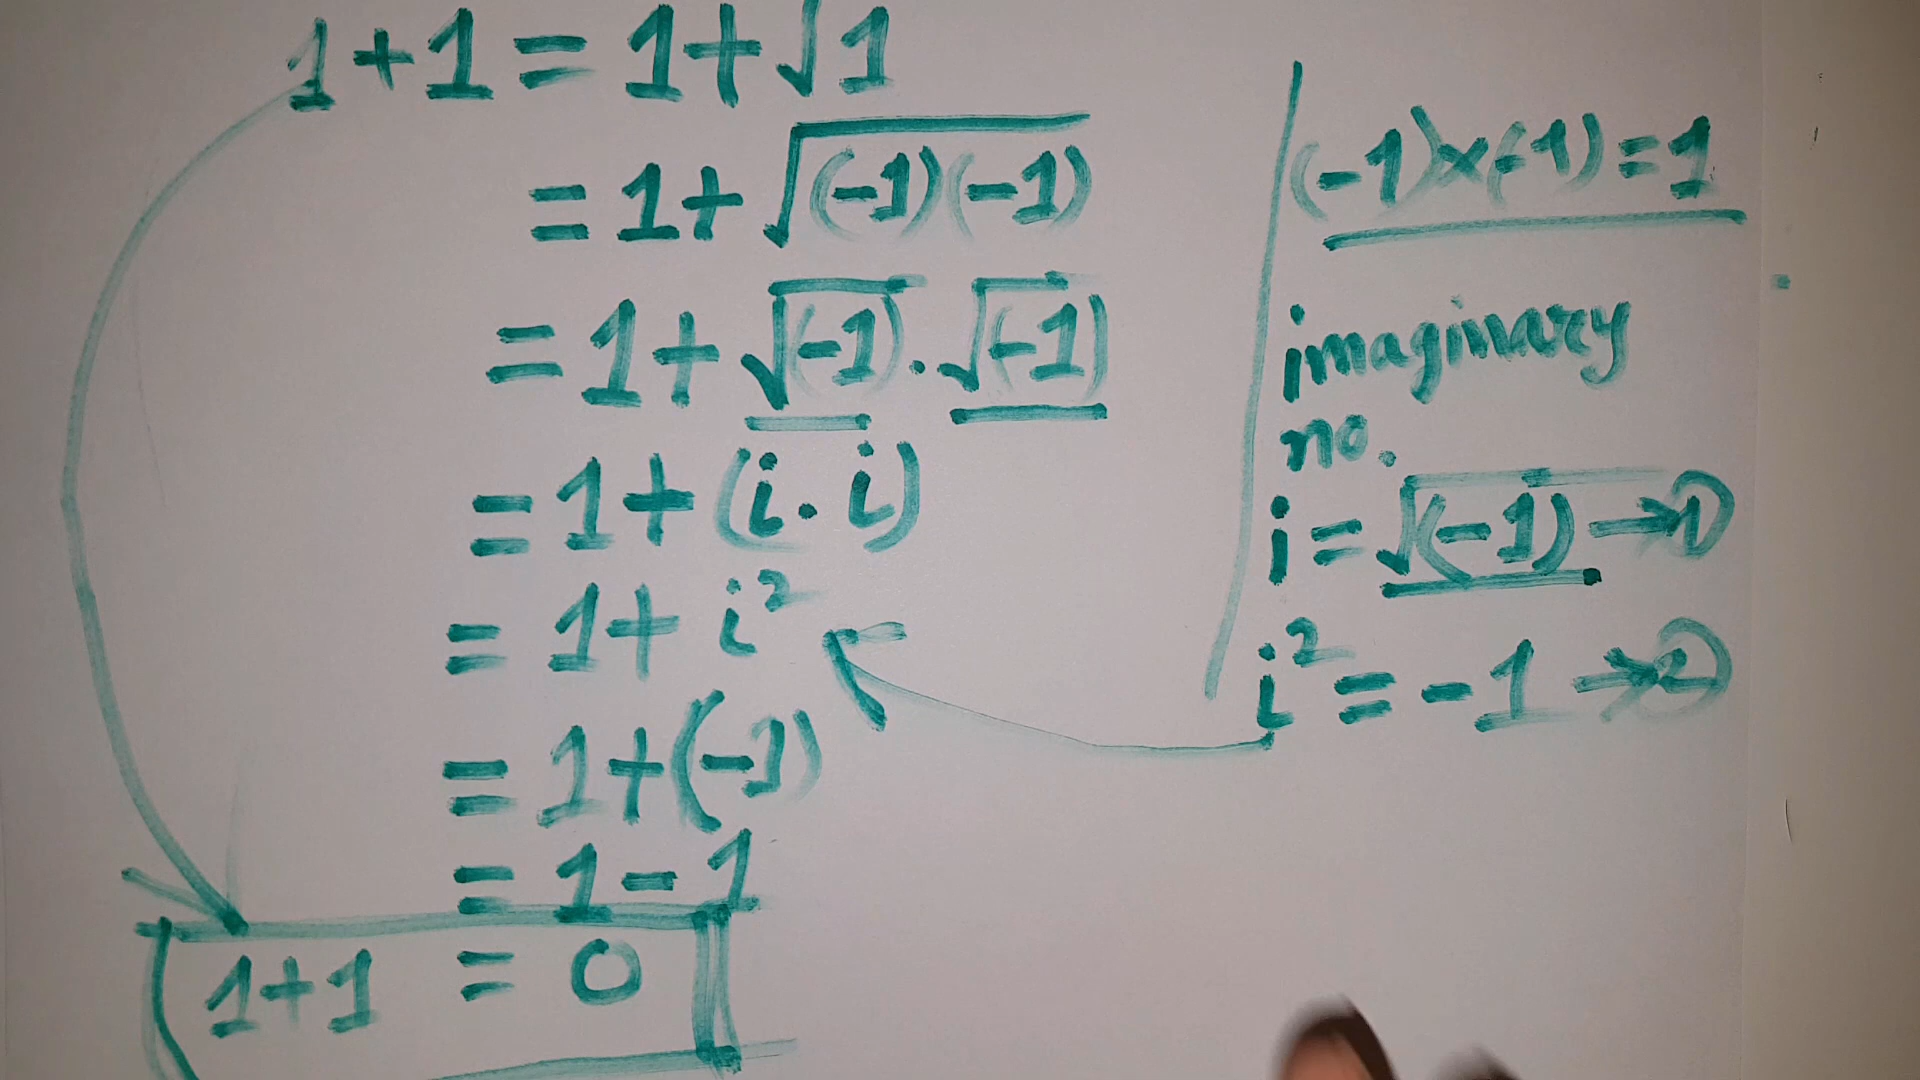 1+1 = 1+√1
= 1+ √(-1)(-1)
= 1+ √(-1) . √(-1)
= 1+ (i . i)
= 1+ i²
= 1+(-1)
= 1-1
1+1 = 0
(-1)×(-1)=1
imaginary
no.
i = √(-1) → 1
i² = -1 → 2